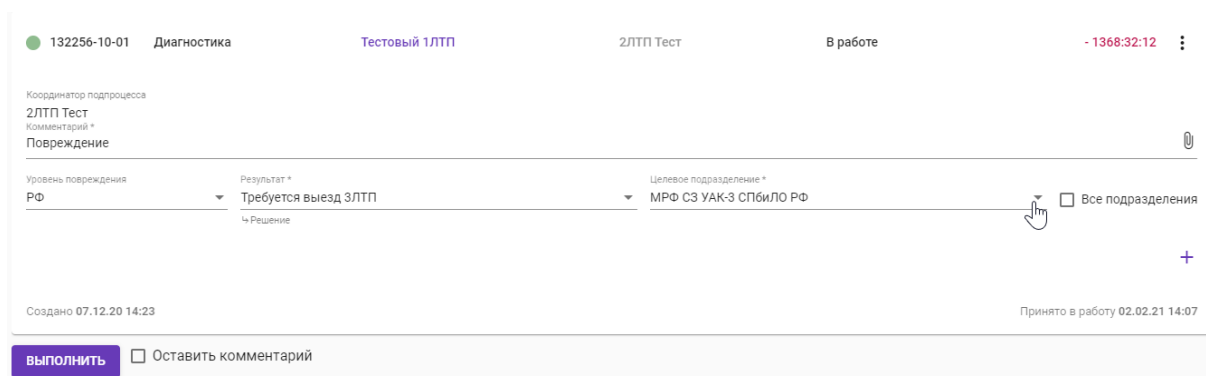 132256-10-01 Диагностика Тестовый 1ЛТП 2ЛТП Тест В работе - 1368:32:12
Координатор подпроцесса
2ЛТП Тест
Комментарий *
Повреждение
Уровень повреждения Результат * Целевое подразделение *
РФ Требуется выезд 3ЛТП МРФ СЗ УАК-3 СПбиЛО РФ Все подразделения
↳ Решение
+
Создано 07.12.20 14:23 Принято в работу 02.02.21 14:07
ВЫПОЛНИТЬ Оставить комментарий